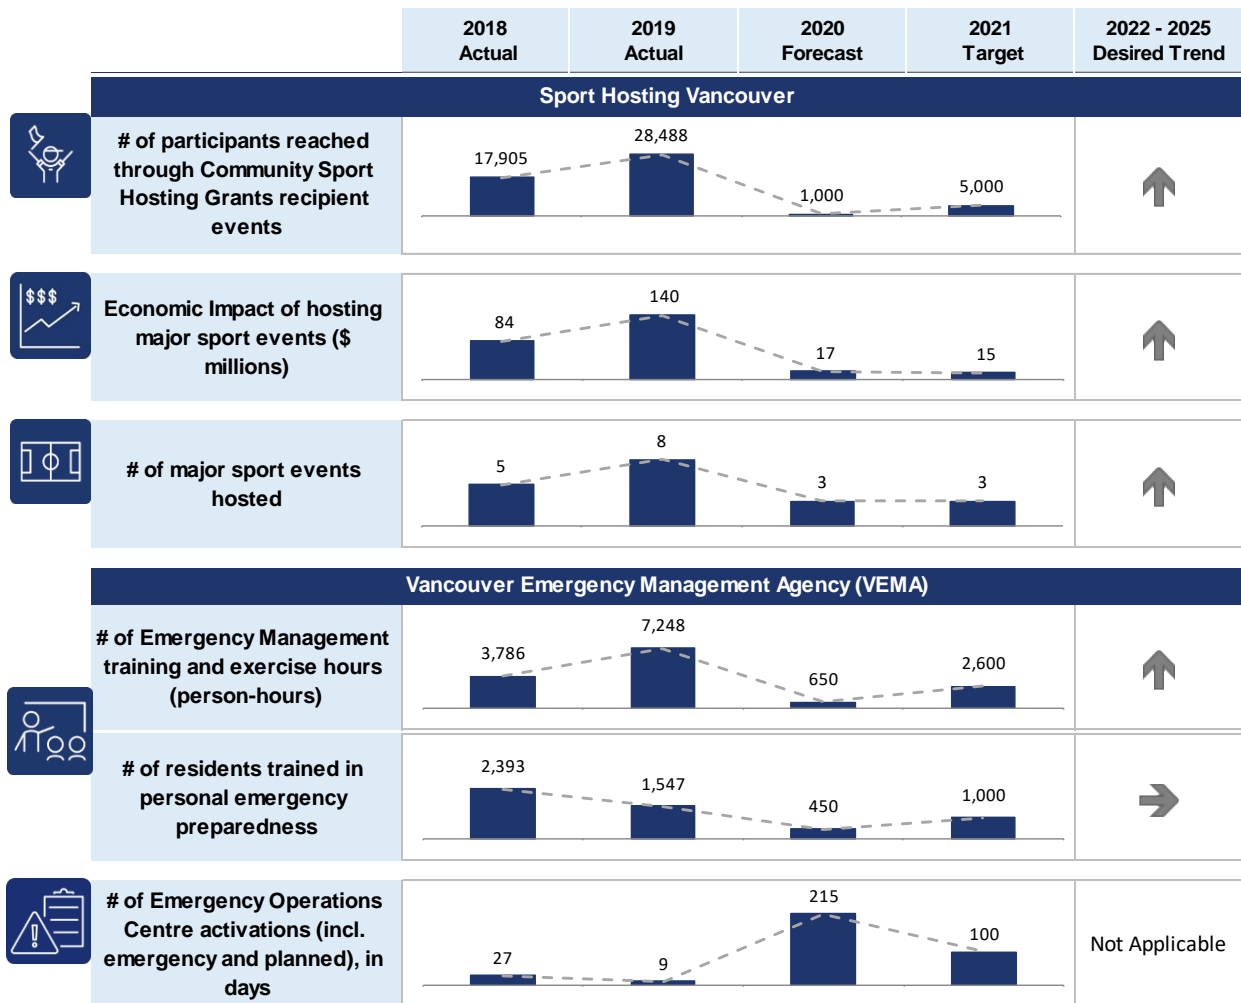 2018 Actual
2019 Actual
2020 Forecast
2021 Target
2022 - 2025 Desired Trend
Sport Hosting Vancouver
# of participants reached
through Community Sport
Hosting Grants recipient
events
17,905
28,488
1,000
5,000
$$$
Economic Impact of hosting
major sport events ($
millions)
84
140
17
15
# of major sport events
hosted
5
8
3
3
Vancouver Emergency Management Agency (VEMA)
# of Emergency Management
training and exercise hours
(person-hours)
3,786
7,248
650
2,600
# of residents trained in
personal emergency
preparedness
2,393
1,547
450
1,000
# of Emergency Operations
Centre activations (incl.
emergency and planned), in
days
27
9
215
100
Not Applicable